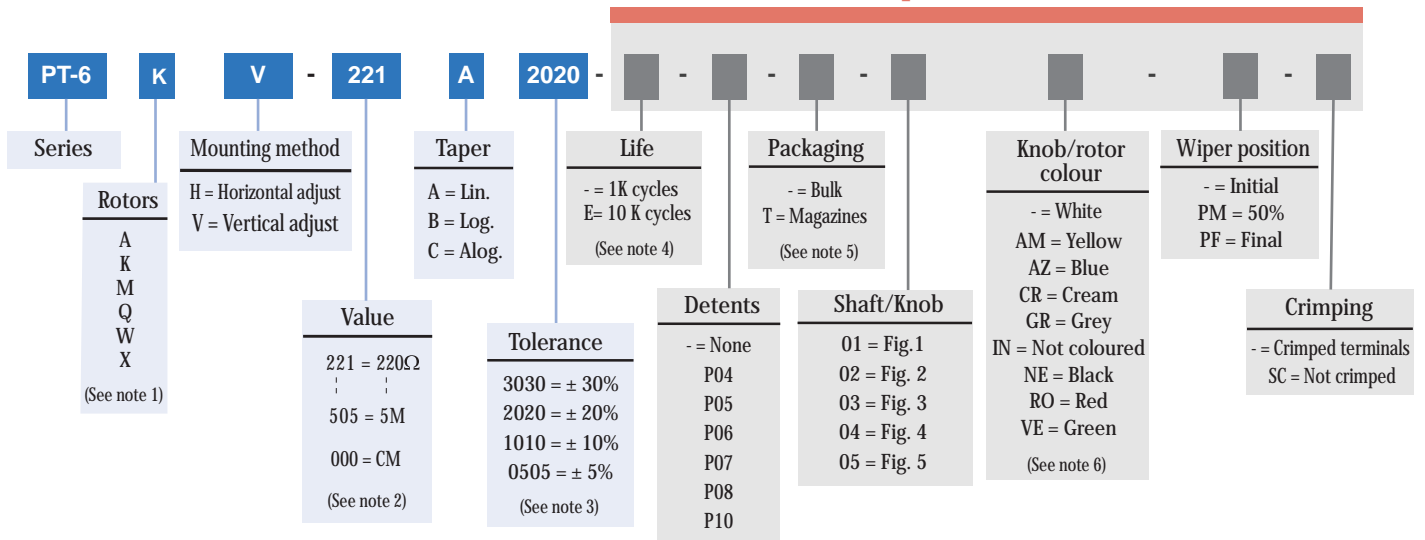 PT-6 K V - 221 A 2020 - - - - - -
Series
Rotors
A
K
M
Q
W
X
(See note 1)
Mounting method
H = Horizontal adjust
V = Vertical adjust
Value
221 = 220Ω
505 = 5M
000 = CM
(See note 2)
Taper
A = Lin.
B = Log.
C = Alog.
Tolerance
3030 = ± 30%
2020 = ± 20%
1010 = ± 10%
0505 = ± 5%
(See note 3)
Life
- = 1K cycles
E= 10 K cycles
(See note 4)
Detents
- = None
P04
P05
P06
P07
P08
P10
Packaging
- = Bulk
T = Magazines
(See note 5)
Shaft/Knob
01 = Fig.1
02 = Fig. 2
03 = Fig. 3
04 = Fig. 4
05 = Fig. 5
Knob/rotor
colour
- = White
AM = Yellow
AZ = Blue
CR = Cream
GR = Grey
IN = Not coloured
NE = Black
RO = Red
VE = Green
(See note 6)
Wiper position
- = Initial
PM = 50%
PF = Final
Crimping
- = Crimped terminals
SC = Not crimped